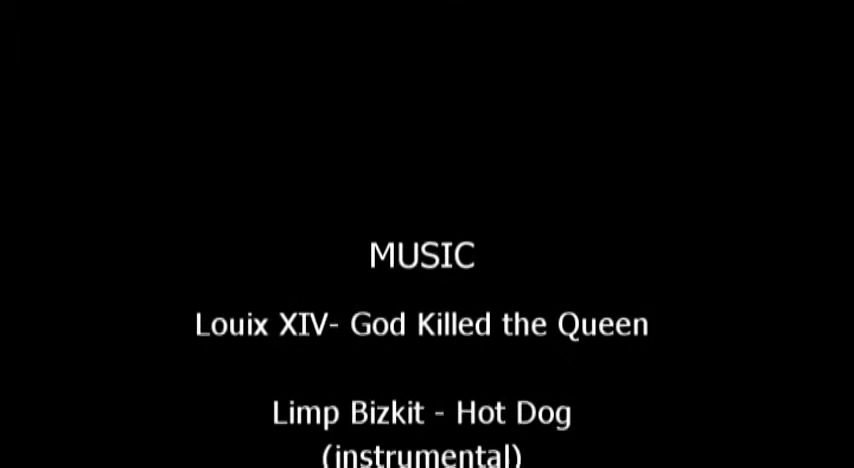 MUSIC
Louix XIV- God Killed the Queen
Limp Bizkit - Hot Dog
(instrumental)